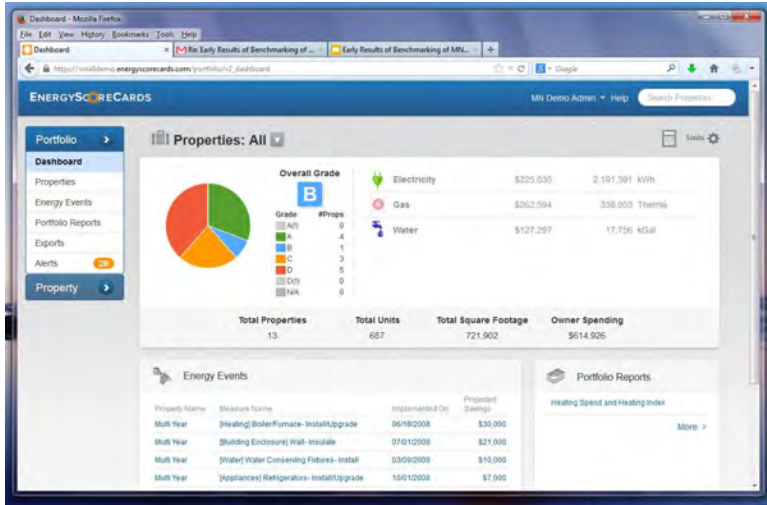 Dashboard - Mozilla Firefox
File Edit View History Bookmarks Tools Help
Dashboard × Re: Early Results of Benchmarking of ... Early Results of Benchmarking of MN... +
energyscorecards.com
Google
ENERGYSCORECARDS MN Demo Admin Help Search Properties
Portfolio
Properties: All
Tools
Dashboard
Properties
Energy Events
Portfolio Reports
Exports
Alerts
Property
Overall Grade
B
Grade #Props
A(f) 0
A 4
B 1
C 3
D 5
D(f) 0
N/A 0
Electricity $225,035 2,191,391 kWh
Gas $262,594 Therms
Water $127,297 17,756 kGal
Total Properties Total Units Total Square Footage Owner Spending
13 687 721,902 $614,926
Energy Events
Property Name Measure Name Implemented On Projected Savings
Multi Year [Heating] Boiler/Furnace- Install/Upgrade 06/18/2008 $30,000
Multi Year [Building Enclosure] Wall- Insulate 07/01/2009 $21,000
Multi Year [Water] Water Conserving Fixtures- Install 03/09/2009 $10,000
Multi Year [Appliances] Refrigerators- Install/Upgrade 10/01/2008 $7,000
Portfolio Reports
Heating Spend and Heating Index
More >